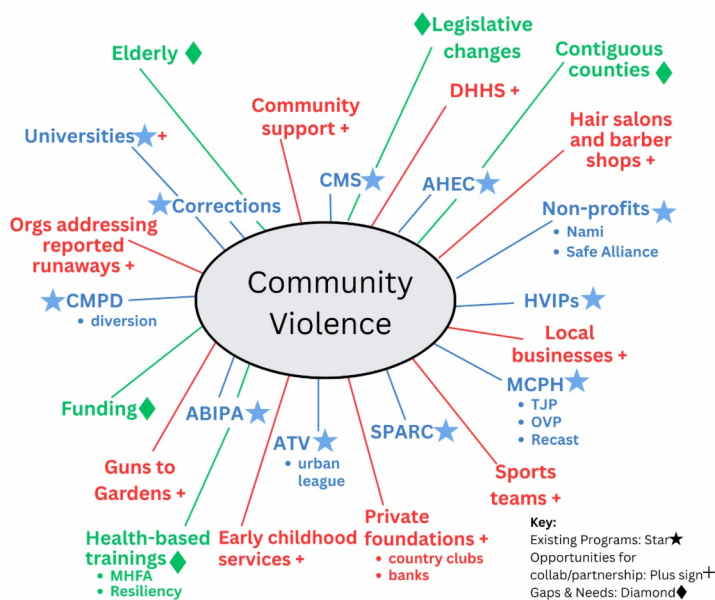 Elderly ♦
♦Legislative
changes
Contiguous
counties ♦
DHHS +
Community
support +
Hair salons
and barber
shops +
Universities★+
CMS★
AHEC★
★Corrections
Non-profits★
• Nami
• Safe Alliance
Orgs addressing
reported
runaways +
Community
Violence
★CMPD
• diversion
HVIPs★
Local
businesses +
MCPH★
• TJP
• OVP
• Recast
Funding♦
ABIPA★
ATV★
• urban
league
SPARC★
Guns to
Gardens +
Sports
teams +
Health-based
trainings♦
• MHFA
• Resiliency
Early childhood
services +
Private
foundations +
• country clubs
• banks
Key:
Existing Programs: Star★
Opportunities for
collab/partnership: Plus sign+
Gaps & Needs: Diamond♦